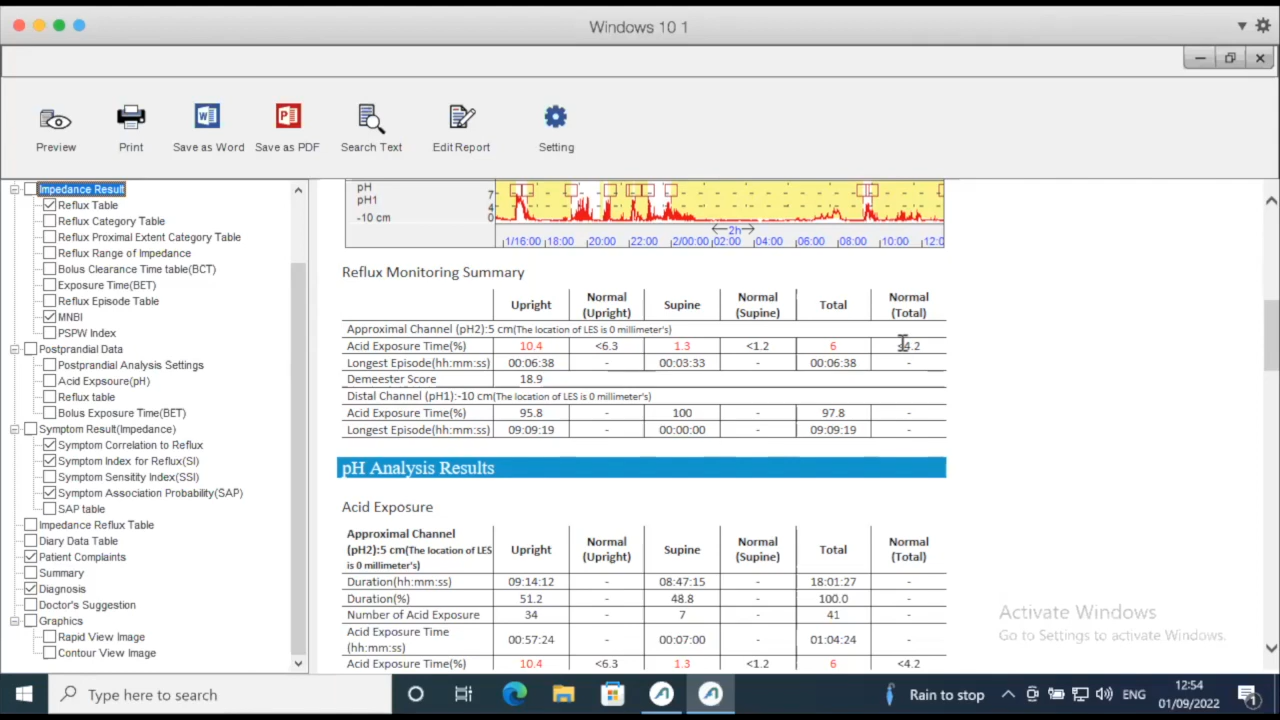 Windows 10 1
Preview
Print
Save as Word
Save as PDF
Search Text
Edit Report
Setting
Impedance Result
Reflux Table
Reflux Category Table
Reflux Proximal Extent Category Table
Reflux Range of Impedance
Bolus Clearance Time table(BCT)
Exposure Time(BET)
Reflux Episode Table
MNBI
PSPW Index
Postprandial Data
Postprandial Analysis Settings
Acid Expsoure(pH)
Reflux table
Bolus Exposure Time(BET)
Symptom Result(Impedance)
Symptom Correlation to Reflux
Symptom Index for Reflux(SI)
Symptom Sensity Index(SSI)
Symptom Association Probability(SAP)
SAP table
Impedance Reflux Table
Diary Data Table
Patient Complaints
Summary
Diagnosis
Doctor's Suggestion
Graphics
Rapid View Image
Contour View Image
pH
pH1
-10 cm
7
4
0
2h
1/16:00 18:00 20:00 22:00 2/00:00 02:00 04:00 06:00 08:00 10:00 12:0
Reflux Monitoring Summary
Upright Normal (Upright) Supine Normal (Supine) Total Normal (Total)
Approximal Channel (pH2):5 cm(The location of LES is 0 millimeter's)
Acid Exposure Time(%) 10.4 <6.3 1.3 <1.2 6 <4.2
Longest Episode(hh:mm:ss) 00:06:38 - 00:03:33 - 00:06:38 -
Demeester Score 18.9
Distal Channel (pH1):-10 cm(The location of LES is 0 millimeter's)
Acid Exposure Time(%) 95.8 - 100 - 97.8 -
Longest Episode(hh:mm:ss) 09:09:19 - 00:00:00 - 09:09:19 -
pH Analysis Results
Acid Exposure
Approximal Channel (pH2):5 cm(The location of LES is 0 millimeter's) Upright Normal (Upright) Supine Normal (Supine) Total Normal (Total)
Duration(hh:mm:ss) 09:14:12 - 08:47:15 - 18:01:27 -
Duration(%) 51.2 - 48.8 - 100.0 -
Number of Acid Exposure 34 - 7 - 41 -
Acid Exposure Time (hh:mm:ss) 00:57:24 - 00:07:00 - 01:04:24 -
Acid Exposure Time(%) 10.4 <6.3 1.3 <1.2 6 <4.2
Activate Windows
Go to Settings to activate Windows.
Type here to search
Rain to stop
ENG
12:54
01/09/2022
1